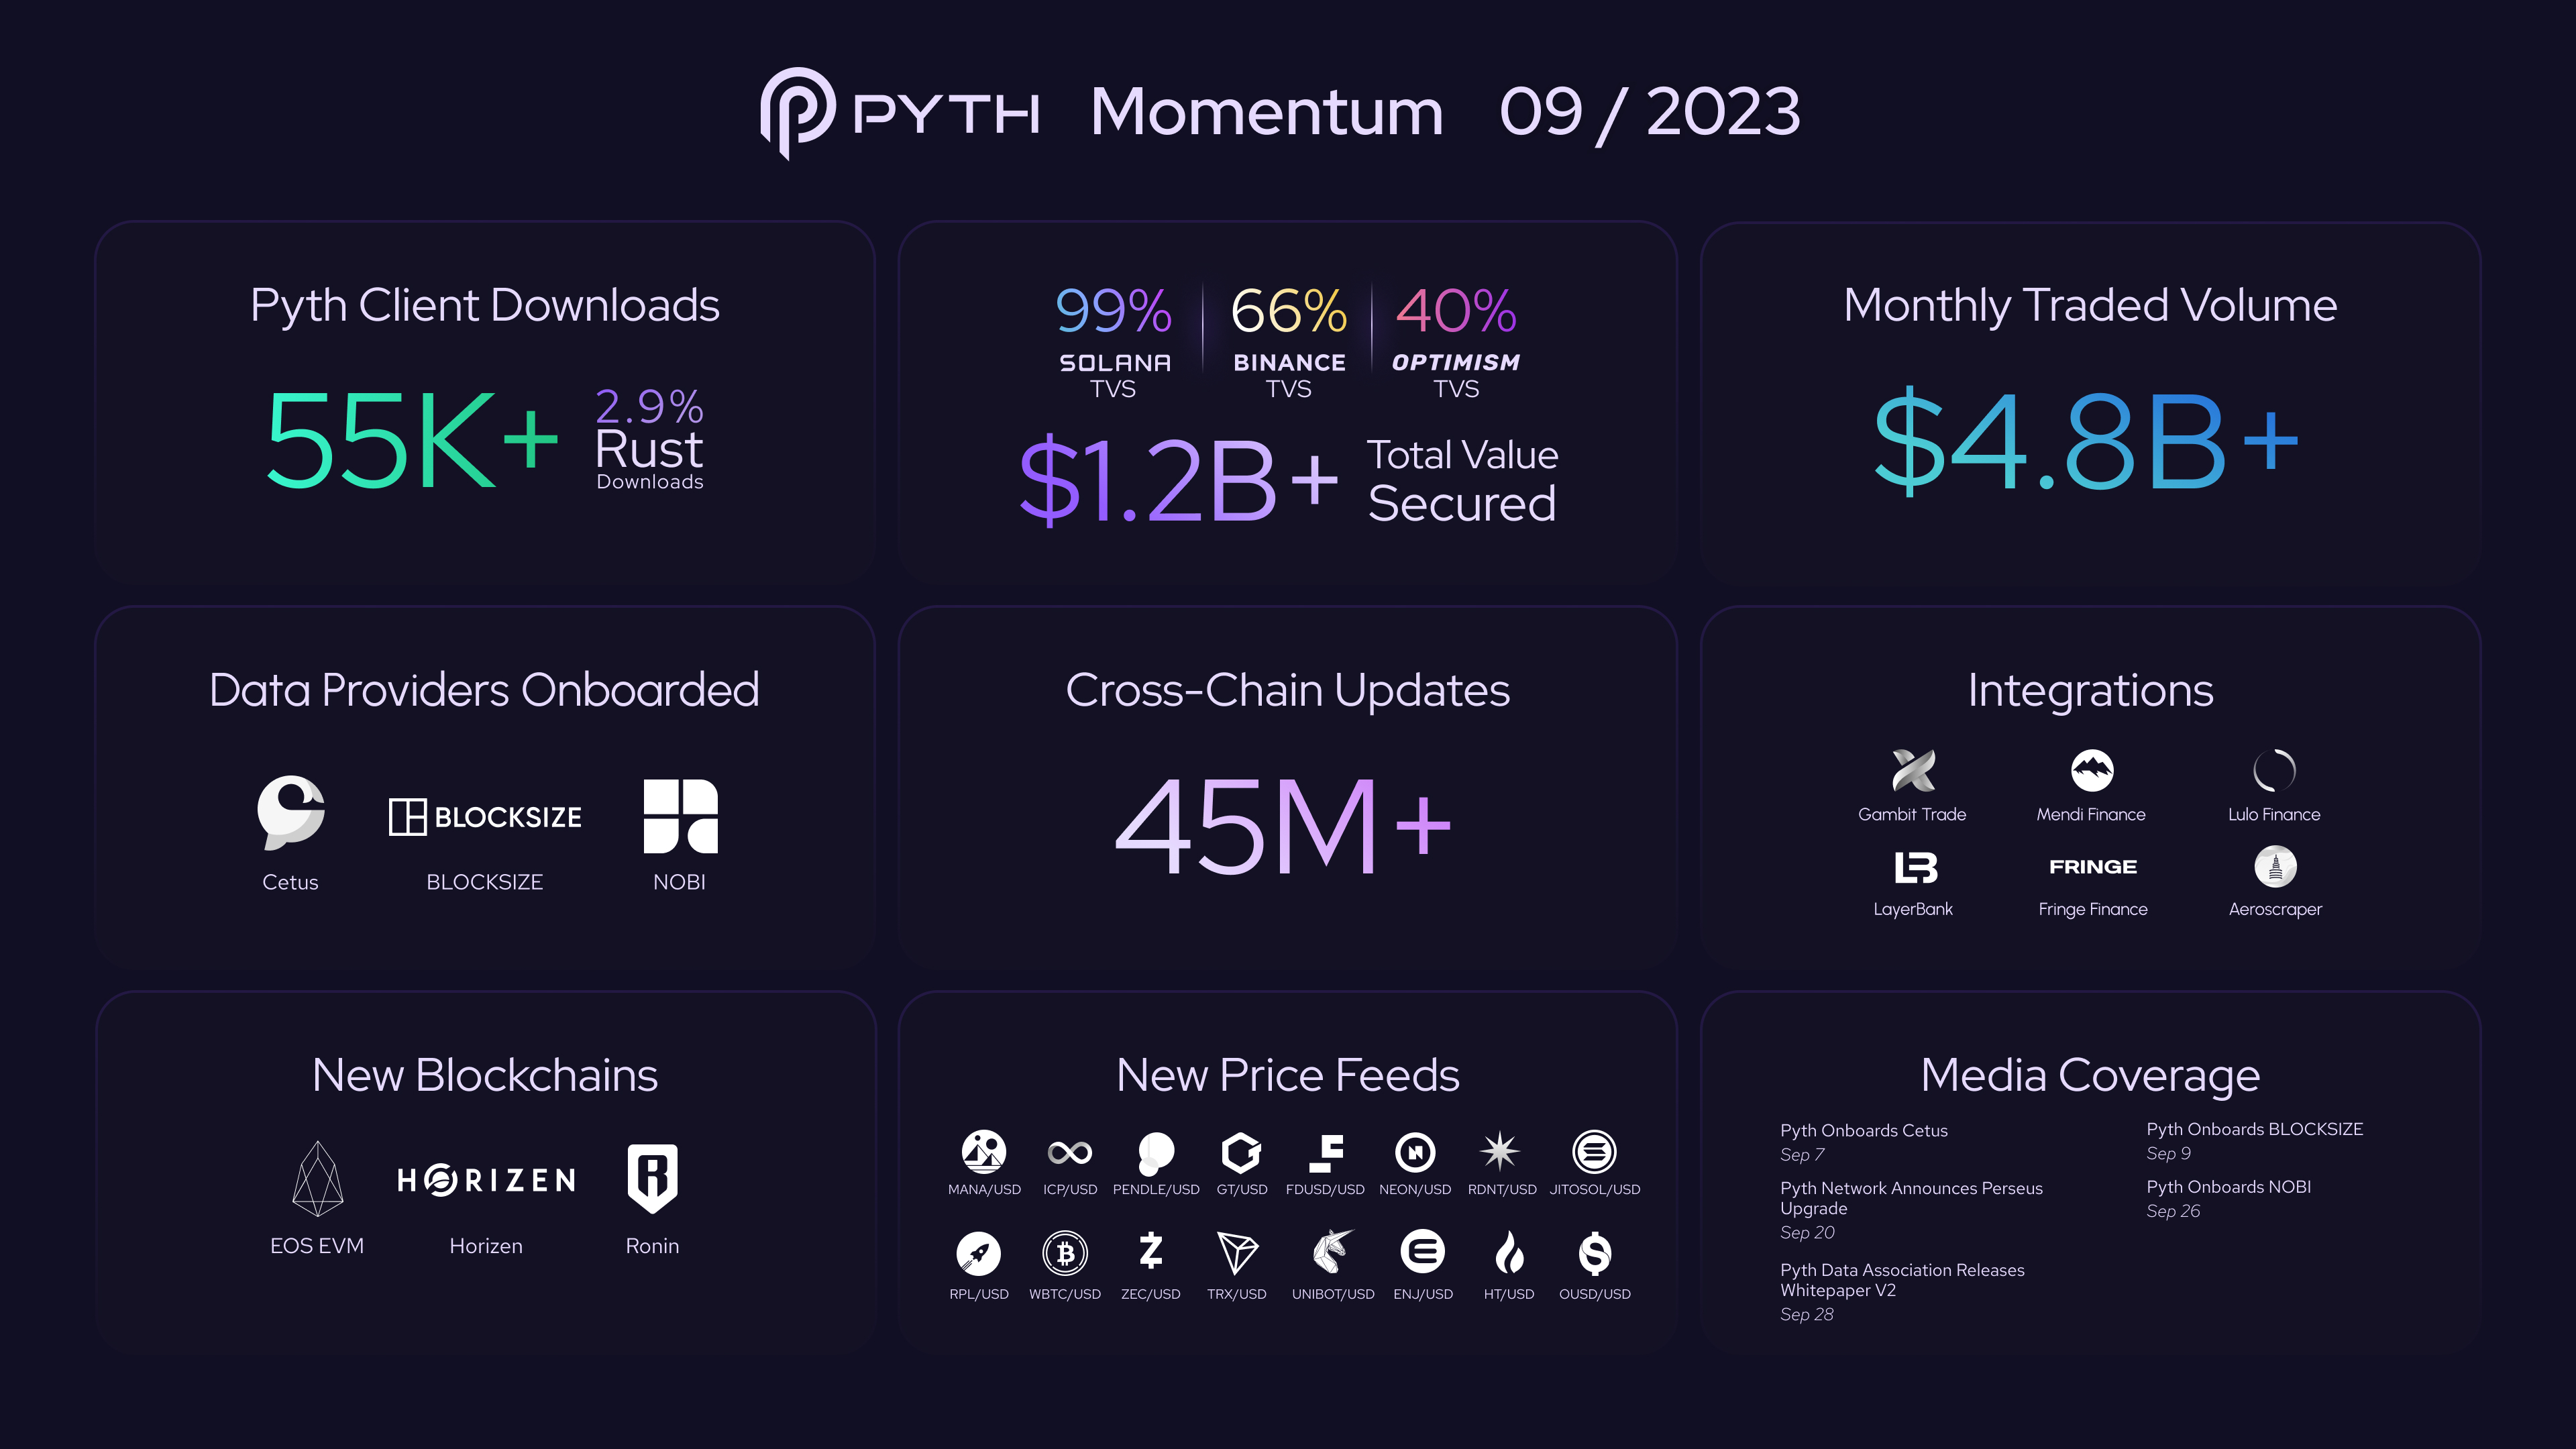 PYTH Momentum 09 / 2023
Pyth Client Downloads
55K+
2.9%
Rust
Downloads
99%
SOLANA
TVS
66%
BINANCE
TVS
40%
OPTIMISM
TVS
$1.2B+
Total Value
Secured
Monthly Traded Volume
$4.8B+
Data Providers Onboarded
BLOCKSIZE
Cetus
BLOCKSIZE
NOBI
Cross-Chain Updates
45M+
Integrations
Gambit Trade
Mendi Finance
Lulo Finance
LB
FRINGE
LayerBank
Fringe Finance
Aeroscraper
New Blockchains
HORIZEN
EOS EVM
Horizen
Ronin
New Price Feeds
MANA/USD
ICP/USD
PENDLE/USD
GT/USD
FDUSD/USD
NEON/USD
RDNT/USD
JITOSOL/USD
RPL/USD
WBTC/USD
ZEC/USD
TRX/USD
UNIBOT/USD
ENJ/USD
HT/USD
OUSD/USD
Media Coverage
Pyth Onboards Cetus
Sep 7
Pyth Network Announces Perseus
Upgrade
Sep 20
Pyth Data Association Releases
Whitepaper V2
Sep 28
Pyth Onboards BLOCKSIZE
Sep 9
Pyth Onboards NOBI
Sep 26